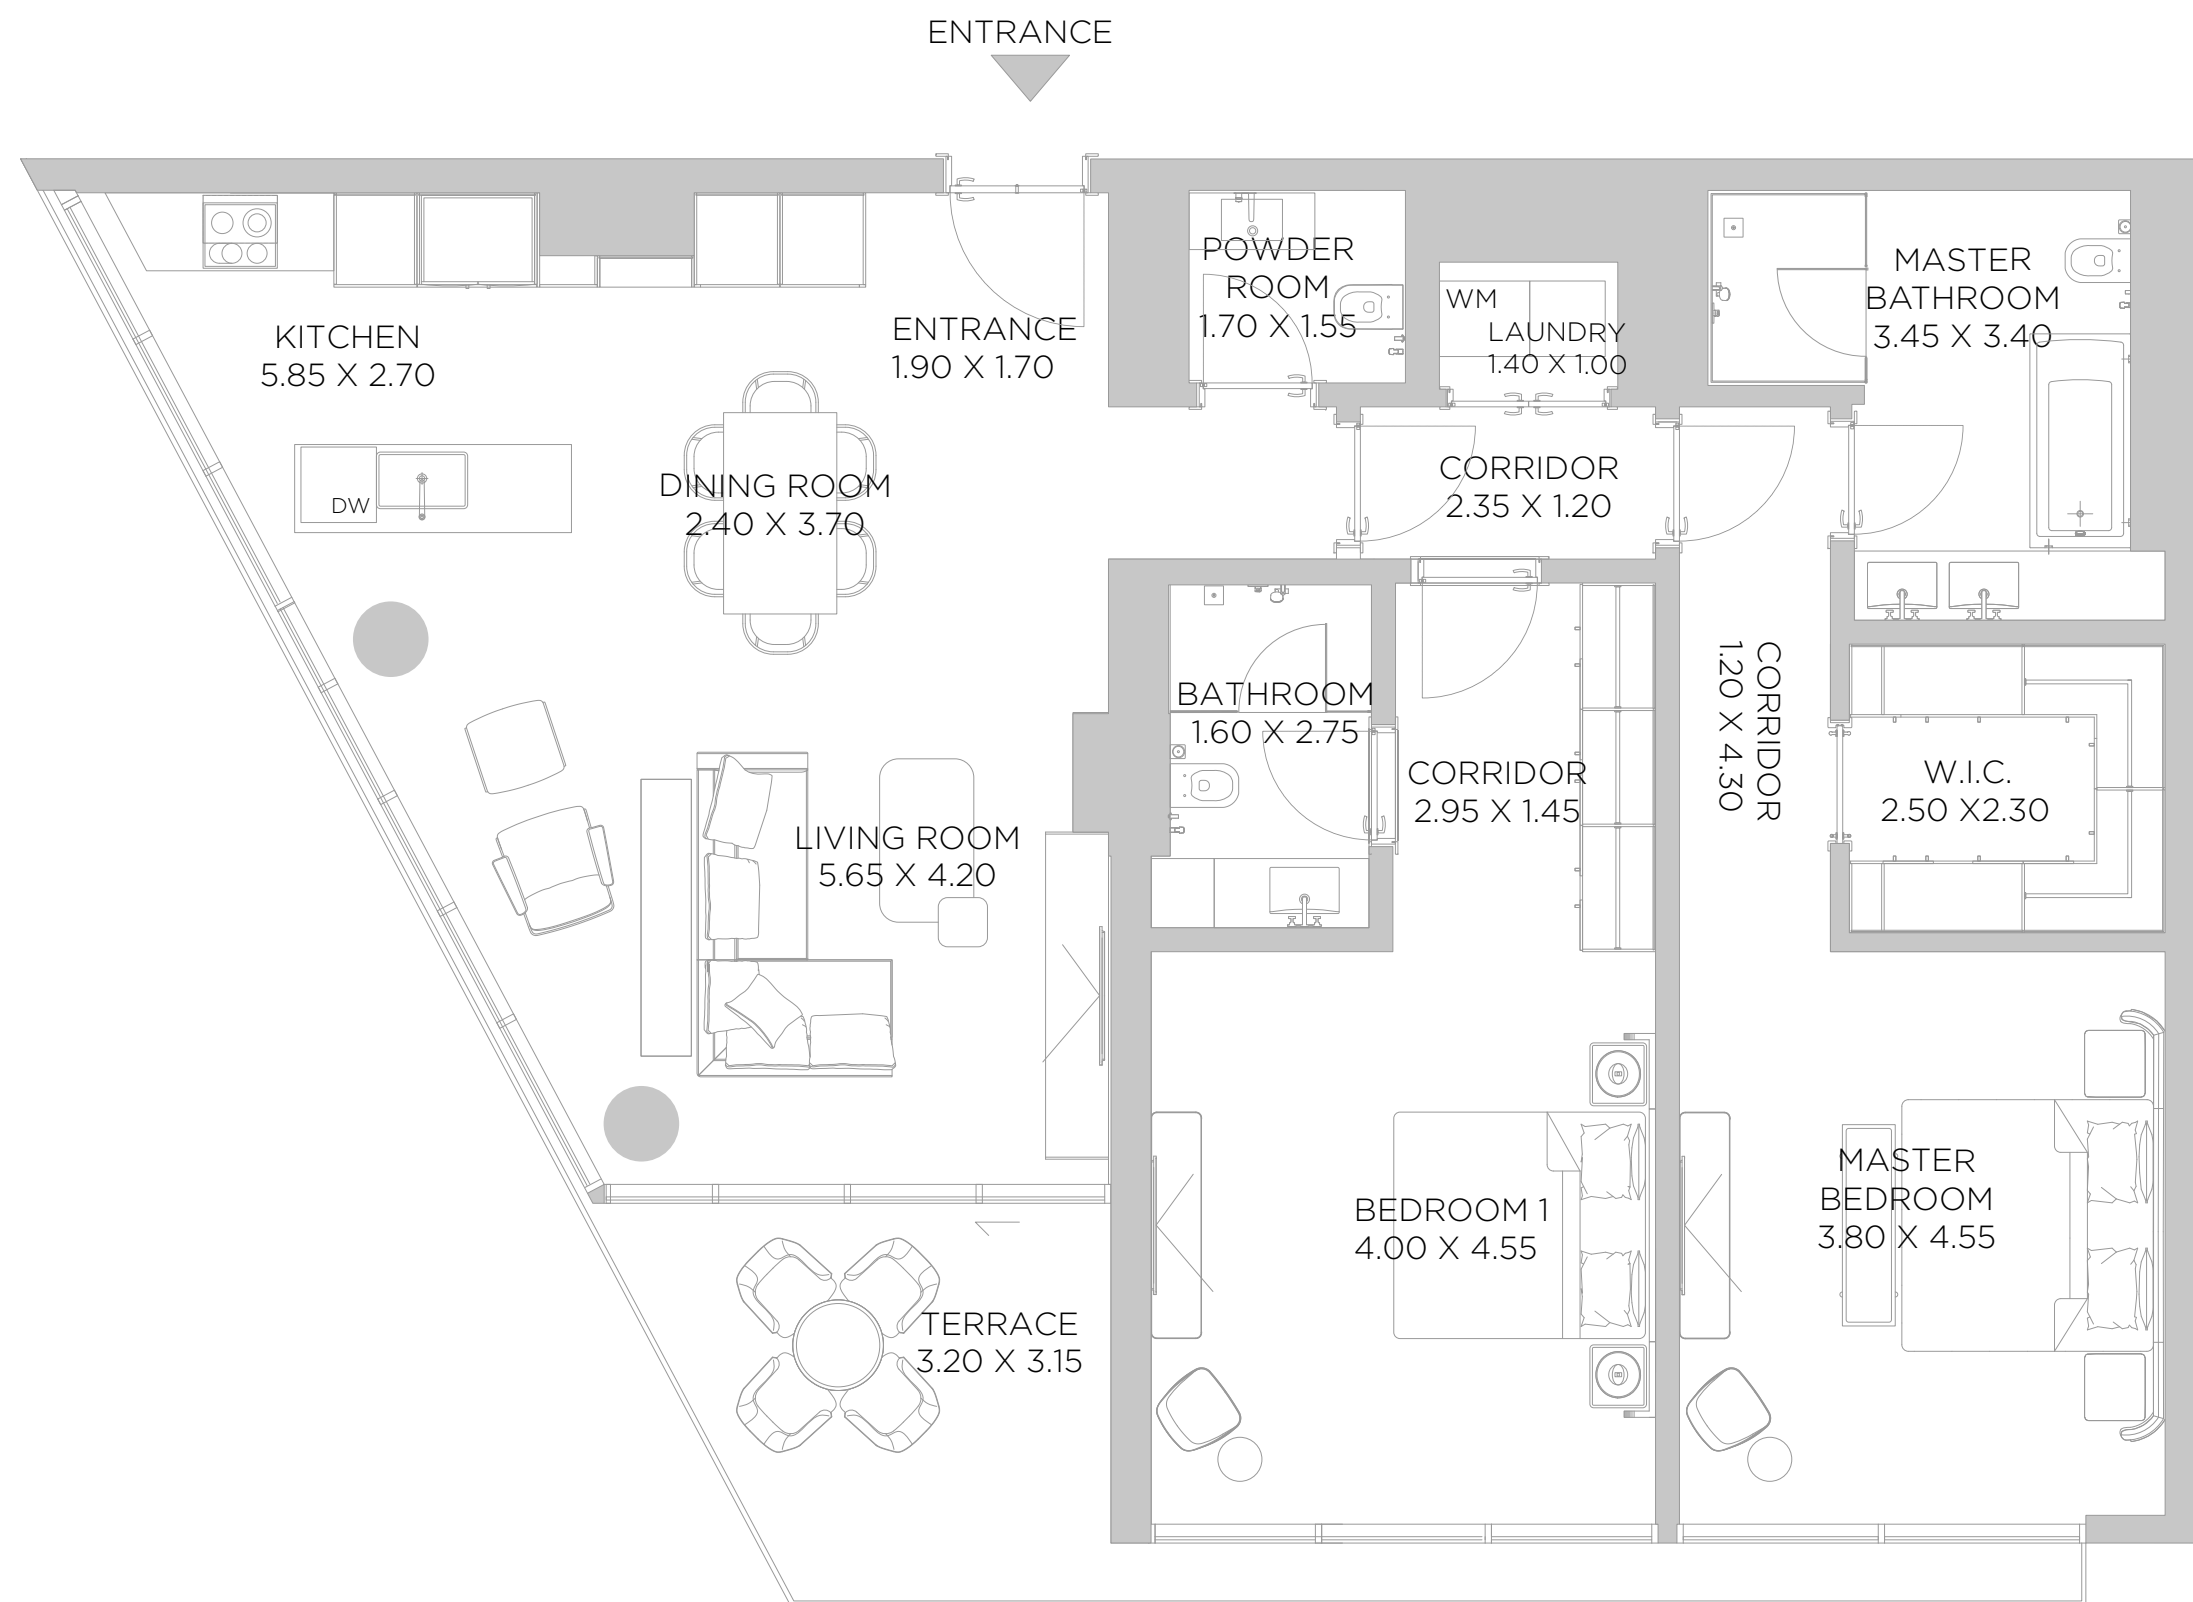 ENTRANCE
POWDER
ROOM
1.70 X 1.55
WM
LAUNDRY
1.40 X 1.00
MASTER
BATHROOM
3.45 X 3.40
KITCHEN
5.85 X 2.70
ENTRANCE
1.90 X 1.70
DW
DINING ROOM
2.40 X 3.70
CORRIDOR
2.35 X 1.20
BATHROOM
1.60 X 2.75
CORRIDOR
2.95 X 1.45
CORRIDOR
1.20 X 4.30
W.I.C.
2.50 X2.30
LIVING ROOM
5.65 X 4.20
BEDROOM 1
4.00 X 4.55
MASTER
BEDROOM
3.80 X 4.55
TERRACE
3.20 X 3.15